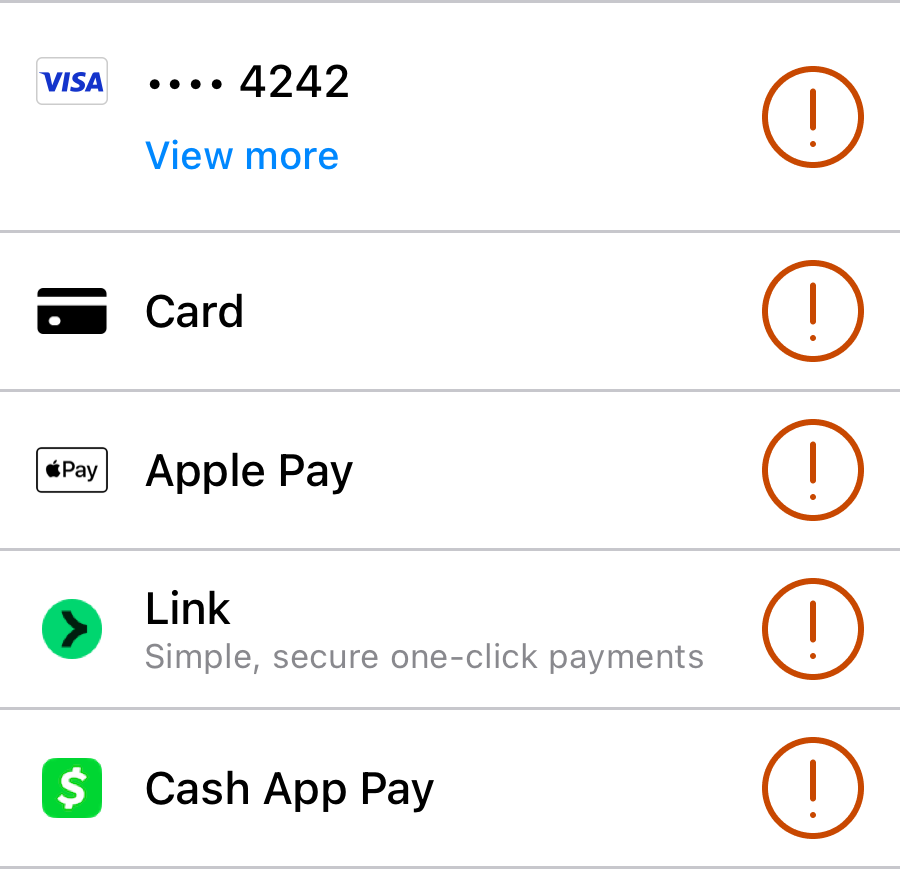 VISA •••• 4242
View more
Card
Pay Apple Pay
Link
Simple, secure one-click payments
$ Cash App Pay